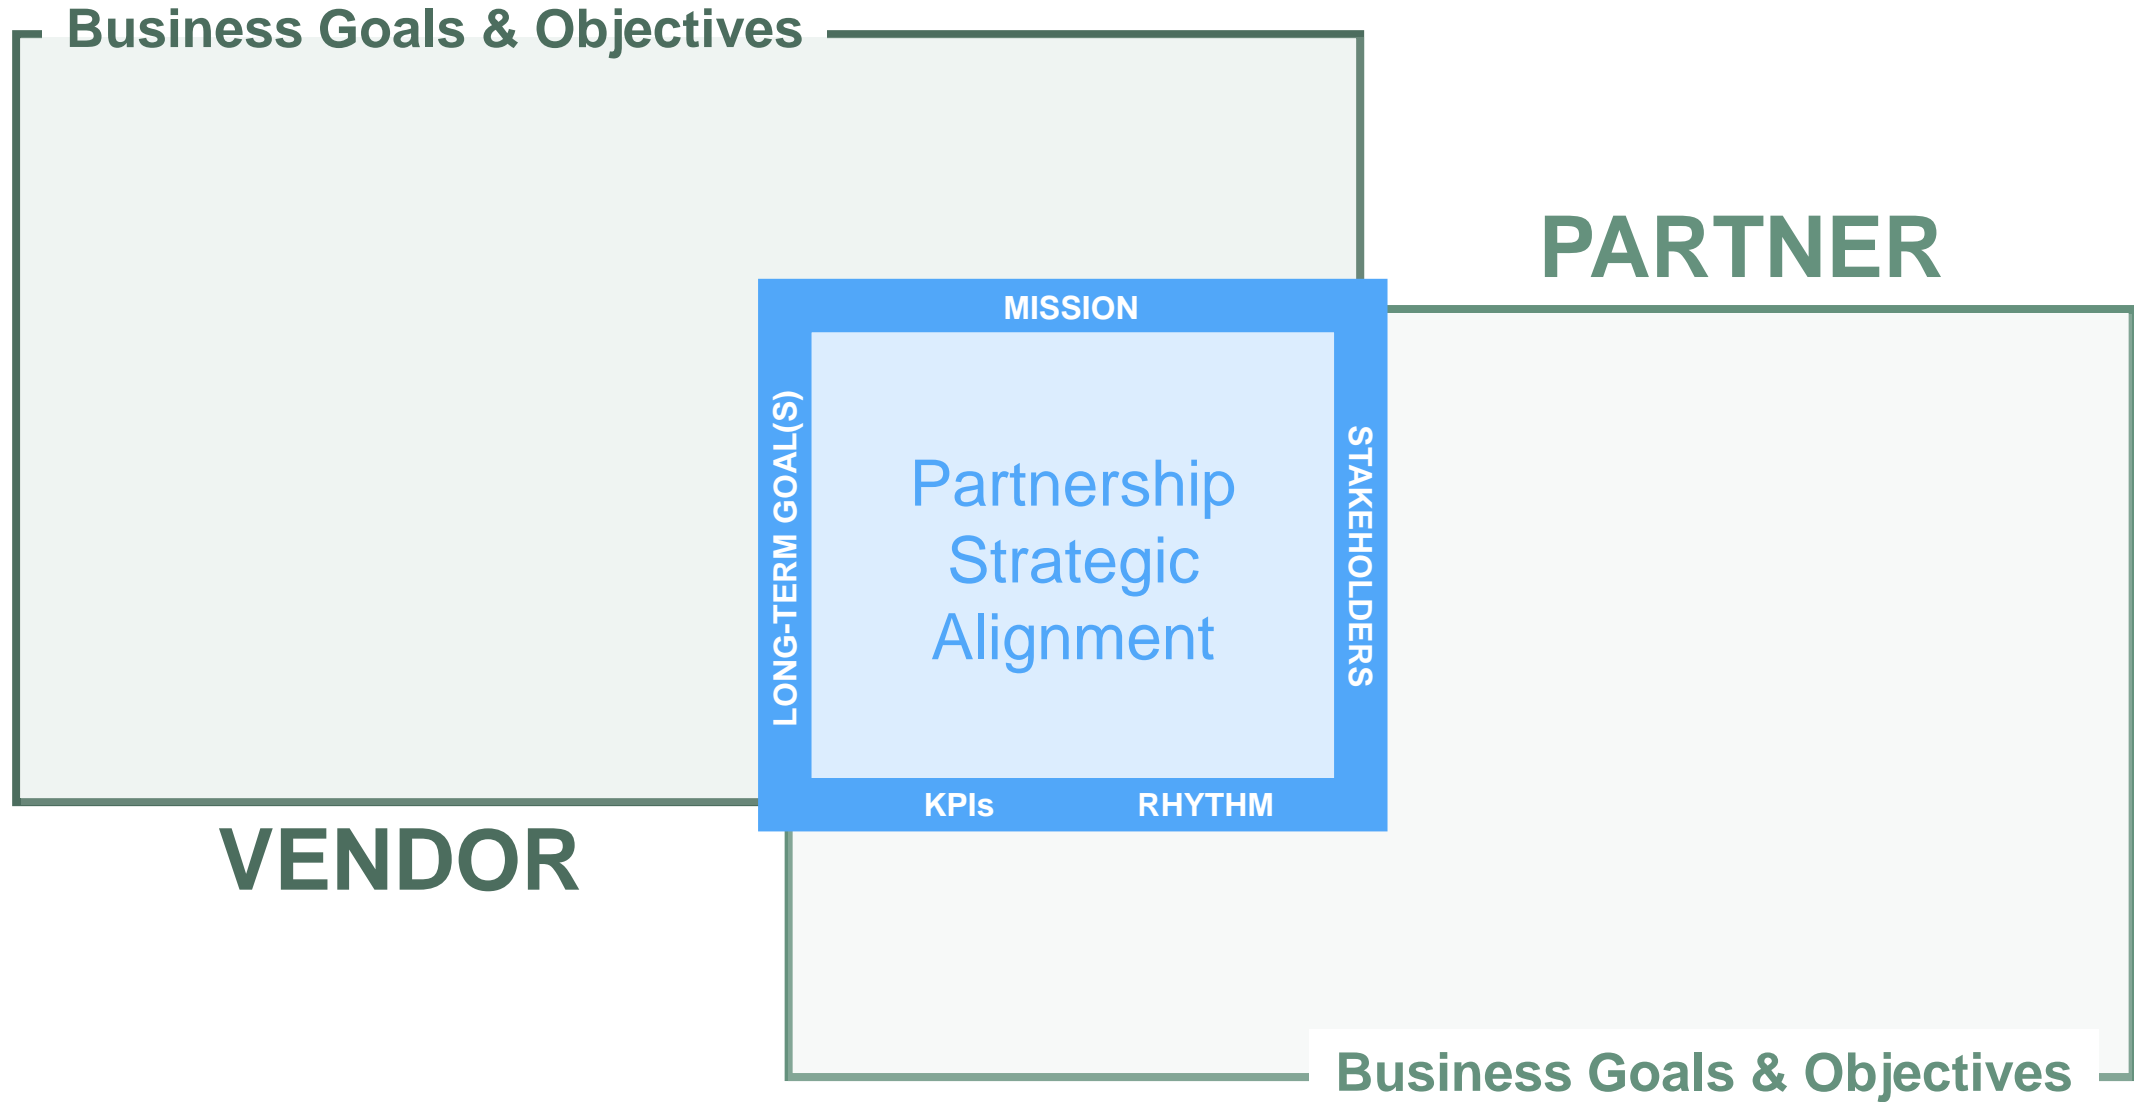 Business Goals & Objectives
PARTNER
MISSION
LONG-TERM GOAL(S)
Partnership
Strategic
Alignment
STAKEHOLDERS
KPIs
RHYTHM
VENDOR
Business Goals & Objectives